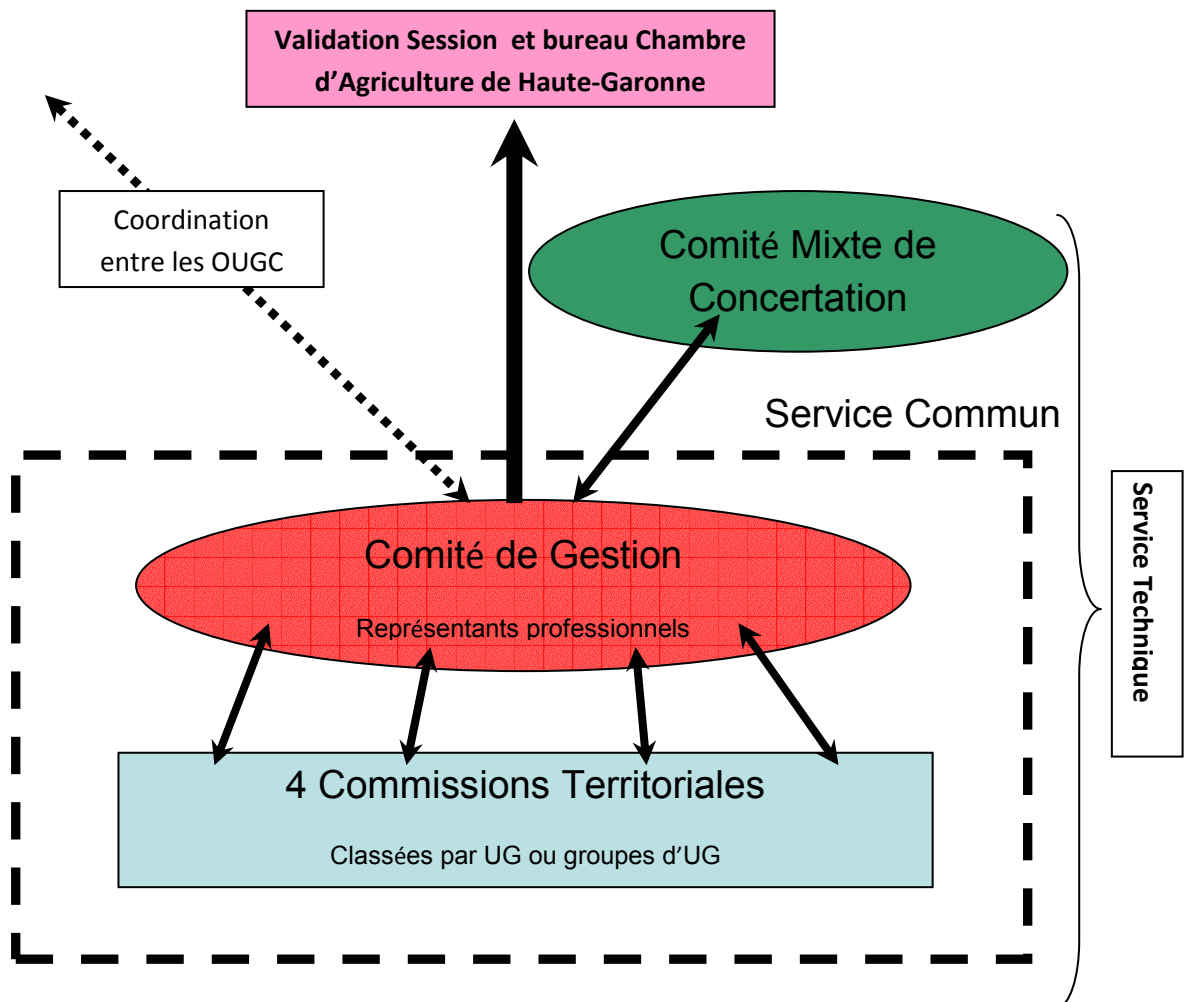 Validation Session et bureau Chambre
d’Agriculture de Haute-Garonne
Coordination
entre les OUGC
Comité Mixte de
Concertation
Service Commun
Comité de Gestion
Représentants professionnels
Service Technique
4 Commissions Territoriales
Classées par UG ou groupes d’UG